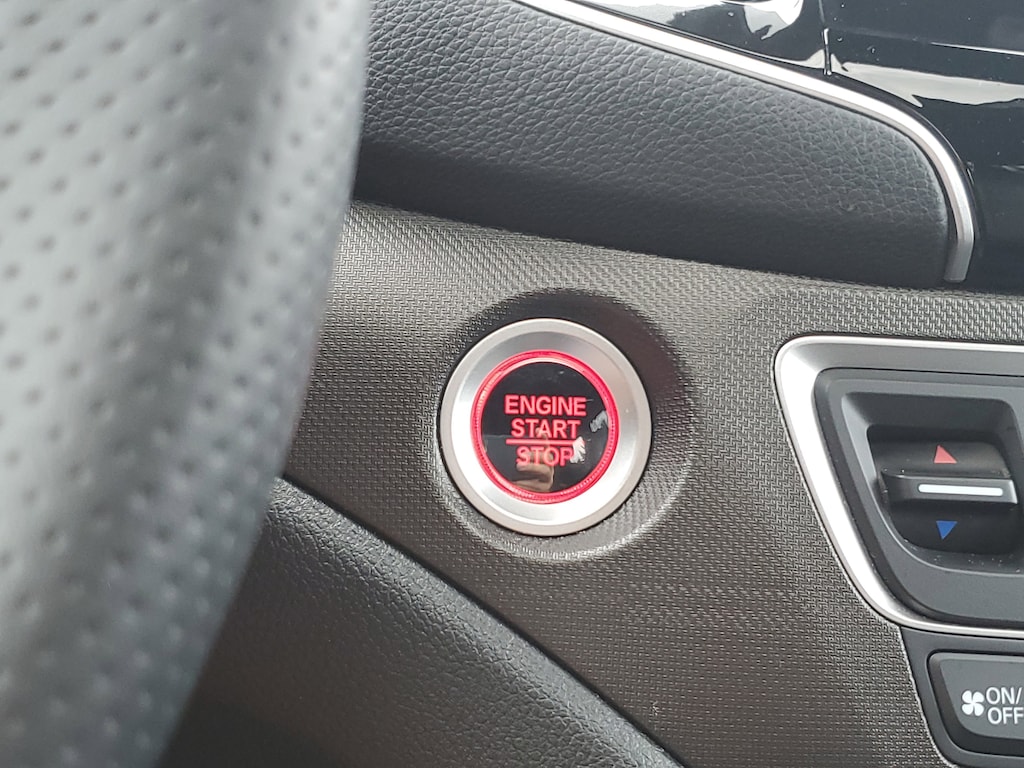 ENGINE
START
STOP
ON/
OFF